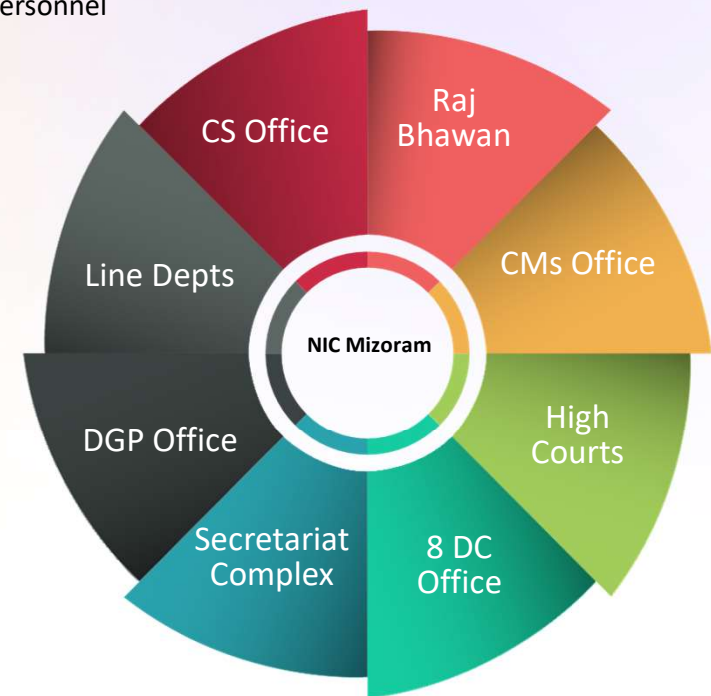 ersonnel
CS Office
Raj
Bhawan
CMs Office
Line Depts
NIC Mizoram
High
Courts
DGP Office
Secretariat
Complex
8 DC
Office